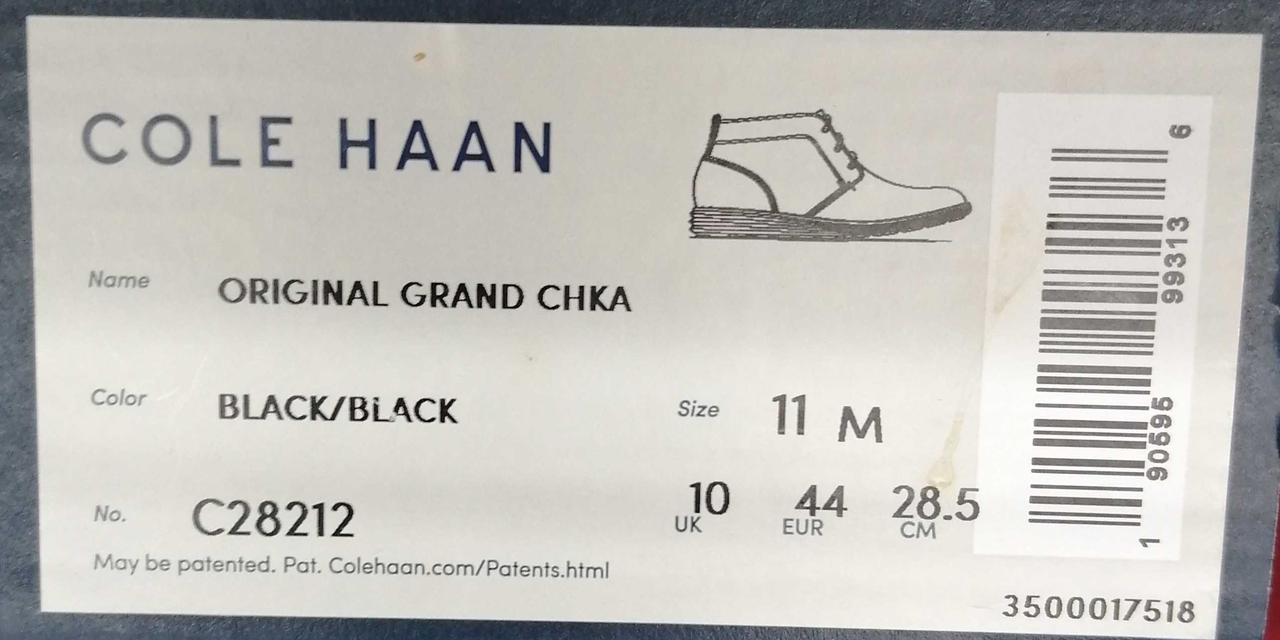 COLE HAAN
Name ORIGINAL GRAND CHKA
Color BLACK/BLACK
Size 11 M
No. C28212
10 UK 44 EUR 28.5 CM
May be patented. Pat. Colehaan.com/Patents.html
1 90595 99313 6
3500017518